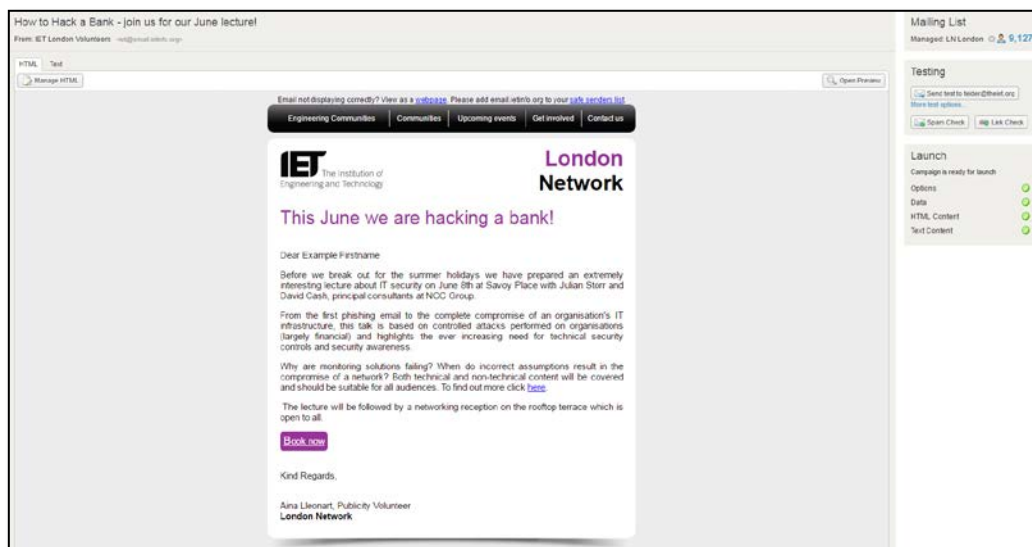 How to Hack a Bank - join us for our June lecture!
From: IET London Volunteers
HTML Text
Manage HTML
Open Preview
Email not displaying correctly? View as a webpage. Please add email.ietinfo.org to your safe senders list
Engineering Communities Communities Upcoming events Get involved Contact us
IET The Institution of
Engineering and Technology
London
Network
This June we are hacking a bank!
Dear Example Firstname
Before we break out for the summer holidays we have prepared an extremely
interesting lecture about IT security on June 8th at Savoy Place with Julian Storr and
David Cash, principal consultants at NCC Group.
From the first phishing email to the complete compromise of an organisation's IT
infrastructure, this talk is based on controlled attacks performed on organisations
(largely financial) and highlights the ever increasing need for technical security
controls and security awareness.
Why are monitoring solutions failing? When do incorrect assumptions result in the
compromise of a network? Both technical and non-technical content will be covered
and should be suitable for all audiences. To find out more click here.
The lecture will be followed by a networking reception on the rooftop terrace which is
open to all.
Book now
Kind Regards,
Aina Lleonart, Publicity Volunteer
London Network
Mailing List
Managed: LN London 9,127
Testing
Send test to tester@theiet.org
More test options...
Spam Check Link Check
Launch
Campaign is ready for launch
Options
Data
HTML Content
Text Content